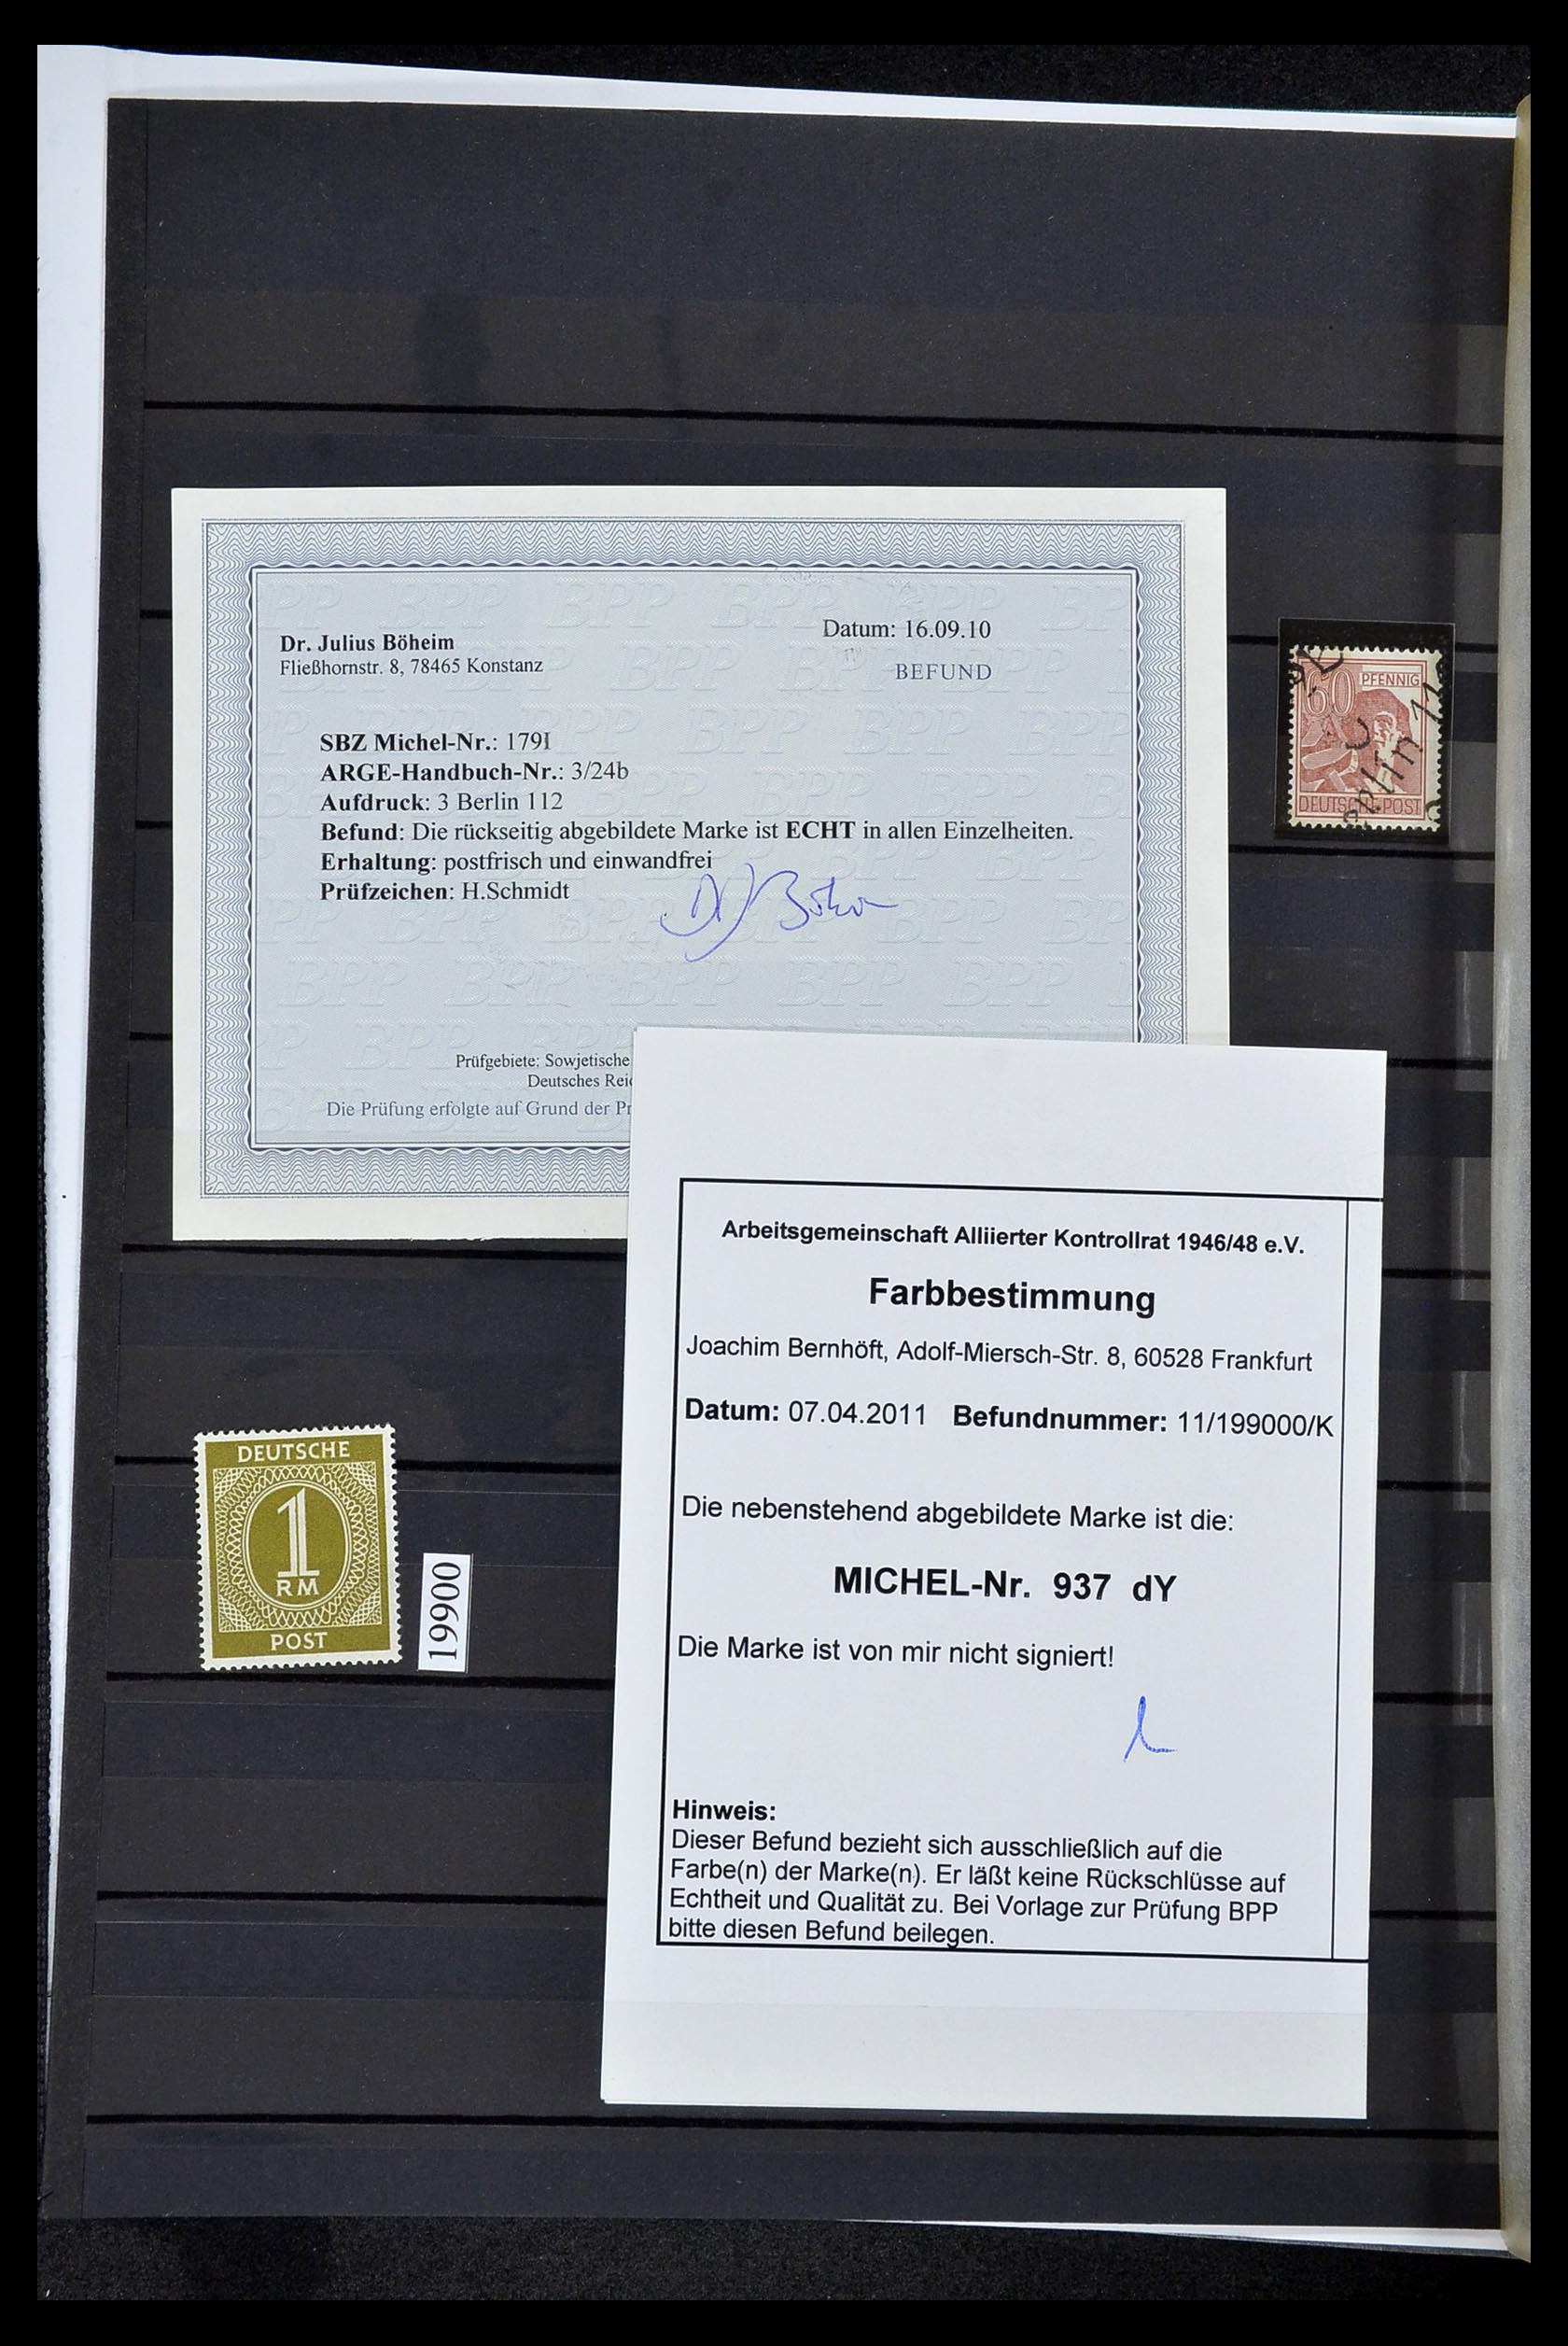 Dr. Julius Böheim
Fließhornstr. 8, 78465 Konstanz
Datum: 16.09.10
BEFUND
SBZ Michel-Nr.: 179I
ARGE-Handbuch-Nr.: 3/24b
Aufdruck: 3 Berlin 112
Befund: Die rückseitig abgebildete Marke ist ECHT in allen Einzelheiten.
Erhaltung: postfrisch und einwandfrei
Prüfzeichen: H.Schmidt
Prüfgebiete: Sowjetische
Deutsches
Die Prüfung erfolgte auf Grund der
60 PFENNIG
DEUTSCHE POST
Arbeitsgemeinschaft Alliierter Kontrollrat 1946/48 e.V.
Farbbestimmung
Joachim Bernhöft, Adolf-Miersch-Str. 8, 60528 Frankfurt
Datum: 07.04.2011 Befundnummer: 11/199000/K
Die nebenstehend abgebildete Marke ist die:
MICHEL-Nr. 937 dY
Die Marke ist von mir nicht signiert!
Hinweis:
Dieser Befund bezieht sich ausschließlich auf die
Farbe(n) der Marke(n). Er läßt keine Rückschlüsse auf
Echtheit und Qualität zu. Bei Vorlage zur Prüfung BPP
bitte diesen Befund beilegen.
DEUTSCHE
1
RM
POST
19900